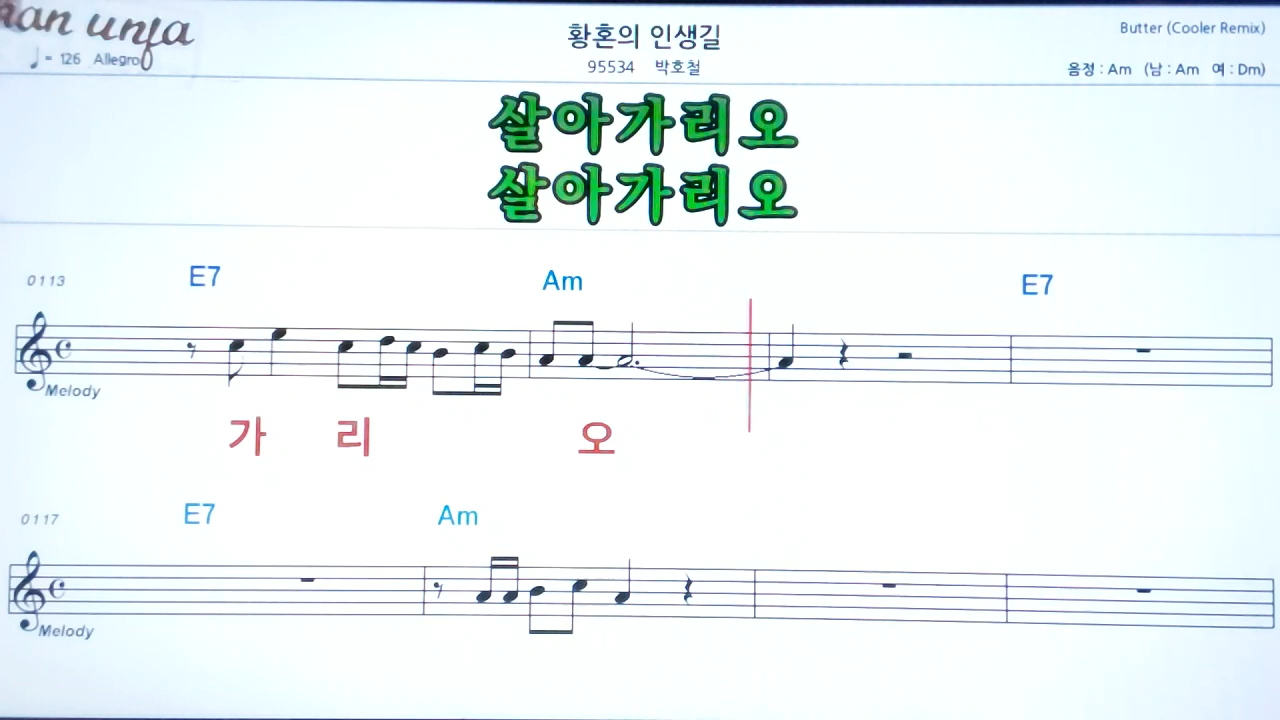 unja
♩= 126 Allegro
황혼의 인생길
95534 박호철
Butter (Cooler Remix)
음정 : Am (남 : Am 여 : Dm)
살아가리오
살아가리오
0113 E7 Am E7
Melody
가 리 오
0117 E7 Am
Melody